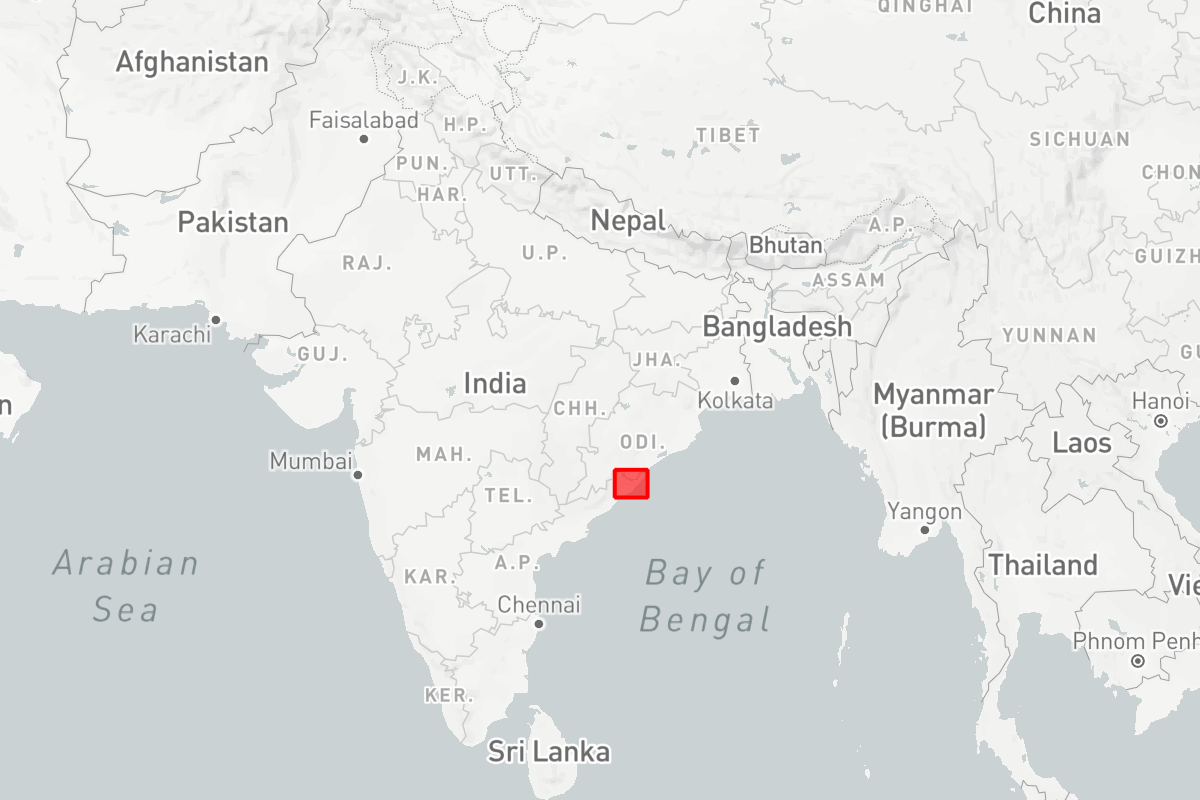 QINGHAI
China
Afghanistan
J.K.
Faisalabad
H.P.
TIBET
SICHUAN
PUN.
UTT.
CHON
HAR.
Pakistan
Nepal
A.P.
Bhutan
RAJ.
U.P.
ASSAM
GUIZH
Karachi
Bangladesh
YUNNAN
GUJ.
JHA.
GU
India
Kolkata
Myanmar
(Burma)
Hanoi
n
CHH.
ODI.
Laos
Mumbai
MAH.
TEL.
Yangon
Arabian
Sea
A.P.
Bay of
Bengal
Thailand
KAR.
Vie
Chennai
Phnom Penh
KER.
Sri Lanka